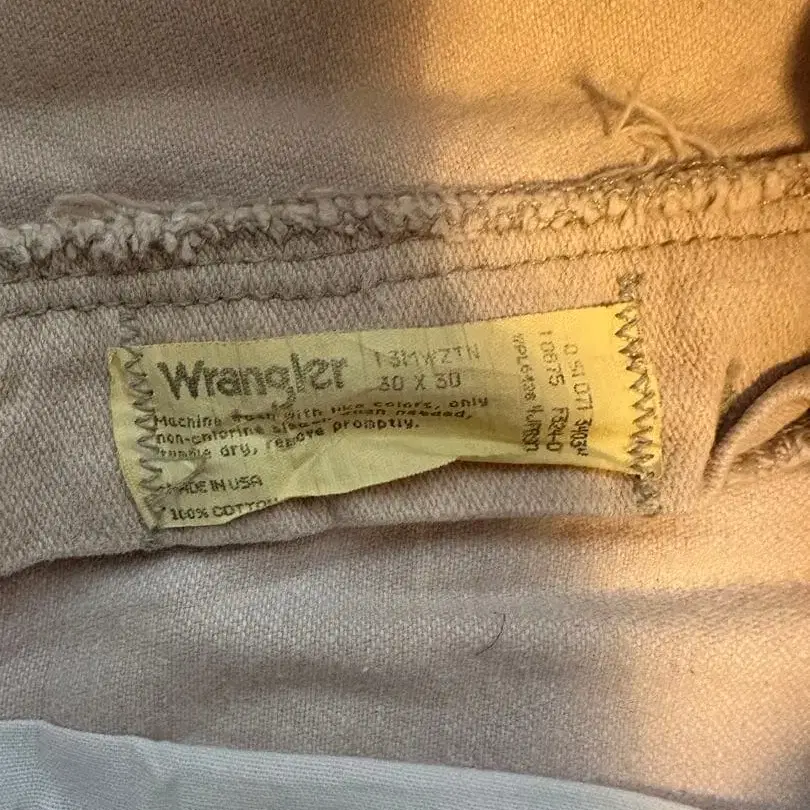 Wrangler
13MWZTN
30 X 30
Machine wash with like colors, only
non-chlorine bleach when needed,
tumble dry, remove promptly.
MADE IN USA
100% COTTON
10875